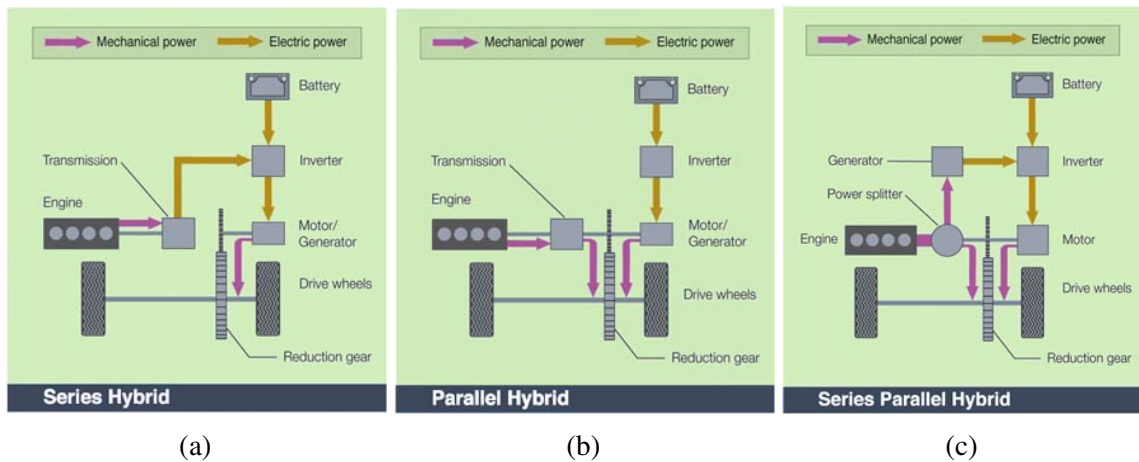 Mechanical power
Electric power
Battery
Transmission
Inverter
Engine
Motor/
Generator
Drive wheels
Reduction gear
Series Hybrid
(a)
Mechanical power
Electric power
Battery
Transmission
Inverter
Engine
Motor/
Generator
Drive wheels
Reduction gear
Parallel Hybrid
(b)
Mechanical power
Electric power
Battery
Generator
Inverter
Power splitter
Engine
Motor
Drive wheels
Reduction gear
Series Parallel Hybrid
(c)